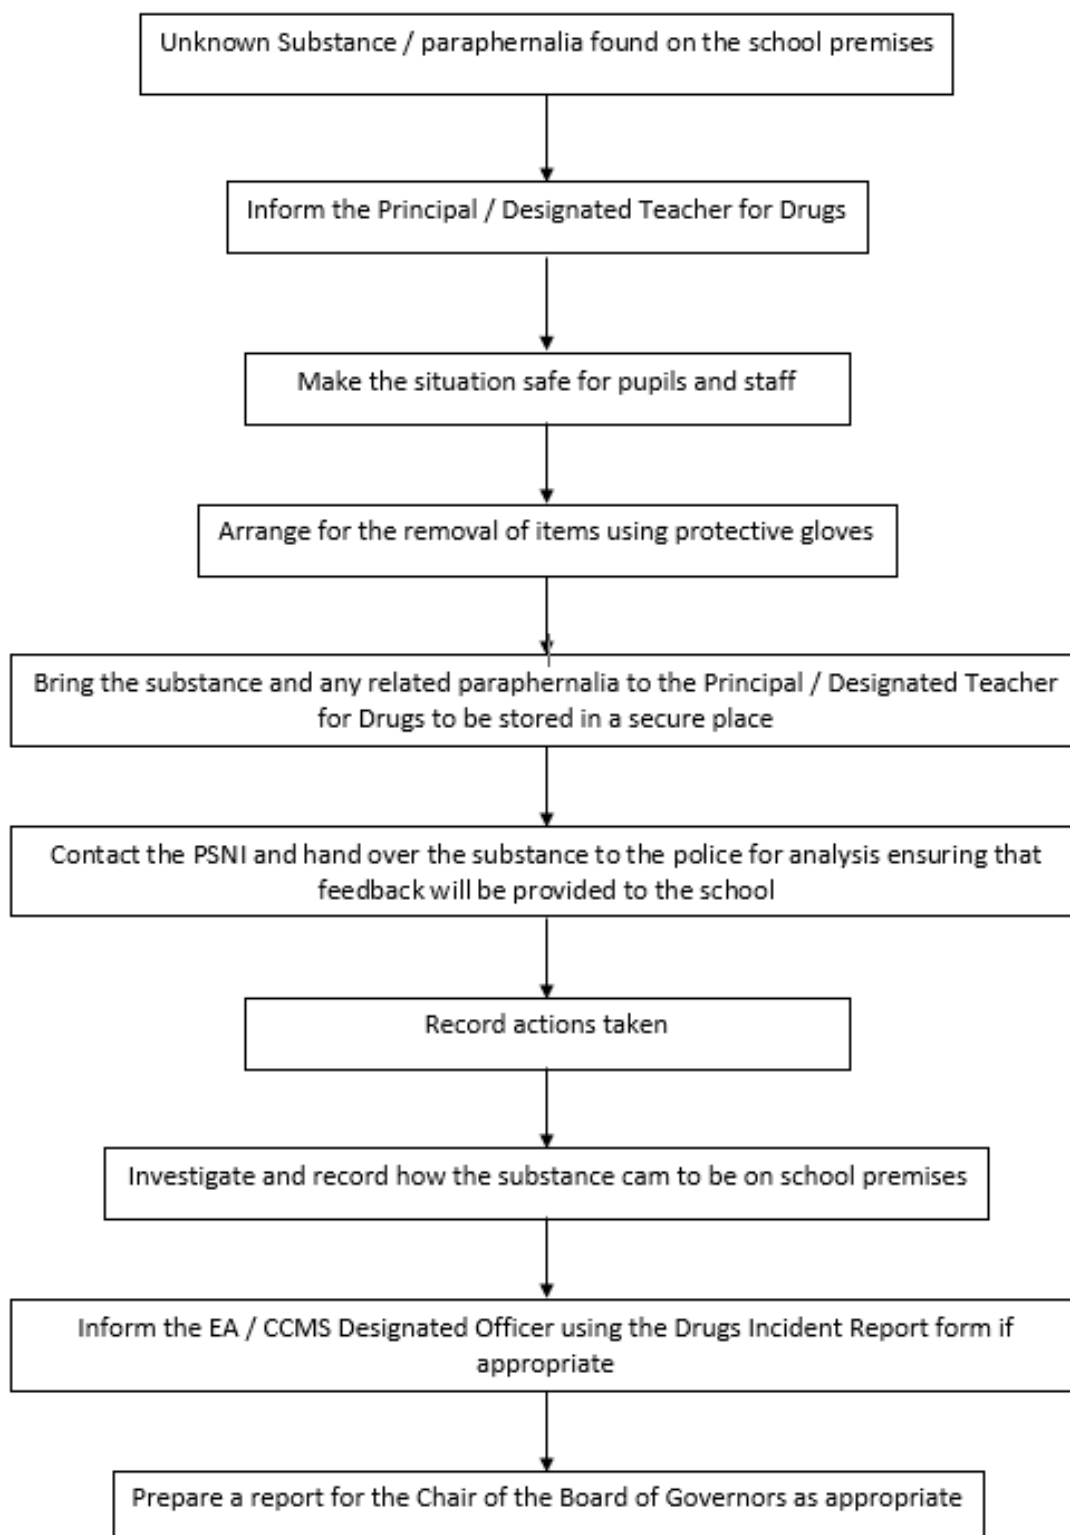 Unknown Substance / paraphernalia found on the school premises
Inform the Principal / Designated Teacher for Drugs
Make the situation safe for pupils and staff
Arrange for the removal of items using protective gloves
Bring the substance and any related paraphernalia to the Principal / Designated Teacher
for Drugs to be stored in a secure place
Contact the PSNI and hand over the substance to the police for analysis ensuring that
feedback will be provided to the school
Record actions taken
Investigate and record how the substance cam to be on school premises
Inform the EA / CCMS Designated Officer using the Drugs Incident Report form if
appropriate
Prepare a report for the Chair of the Board of Governors as appropriate